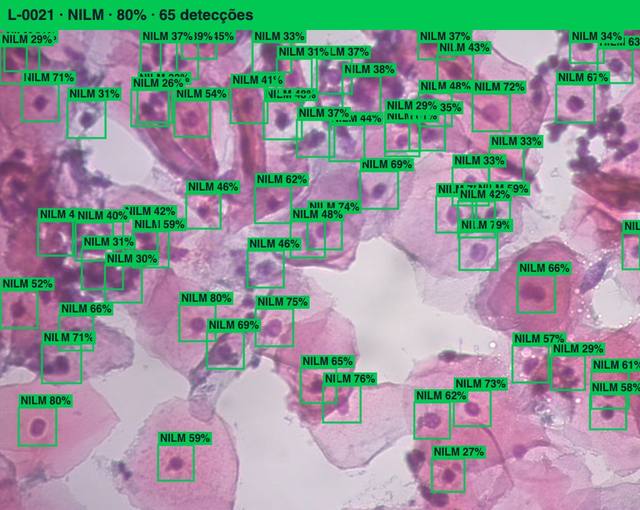 L-0021 · NILM · 80% · 65 detecções
NILM 29%
NILM 37%
45%
NILM 33%
NILM 31%
LM 37%
NILM 37%
NILM 43%
NILM 34%
NILM 71%
NILM 31%
NILM 26%
NILM 54%
NILM 41%
NILM 38%
NILM 48%
NILM 72%
NILM 67%
NILM 37%
NILM 44%
NILM 29%
35%
NILM 33%
NILM 33%
NILM 69%
NILM 62%
NILM 46%
NILM 42%
NILM 59%
NILM 79%
NILM 74%
NILM 48%
NILM 46%
NILM 4
NILM 40%
NILM 42%
NILM 59%
NILM 31%
NILM 30%
NILM 66%
NILM 52%
NILM 66%
NILM 80%
NILM 75%
NILM 69%
NILM 71%
NILM 57%
NILM 29%
NILM 61%
NILM 58%
NILM 65%
NILM 76%
NILM 73%
NILM 62%
NILM 80%
NILM 59%
NILM 27%